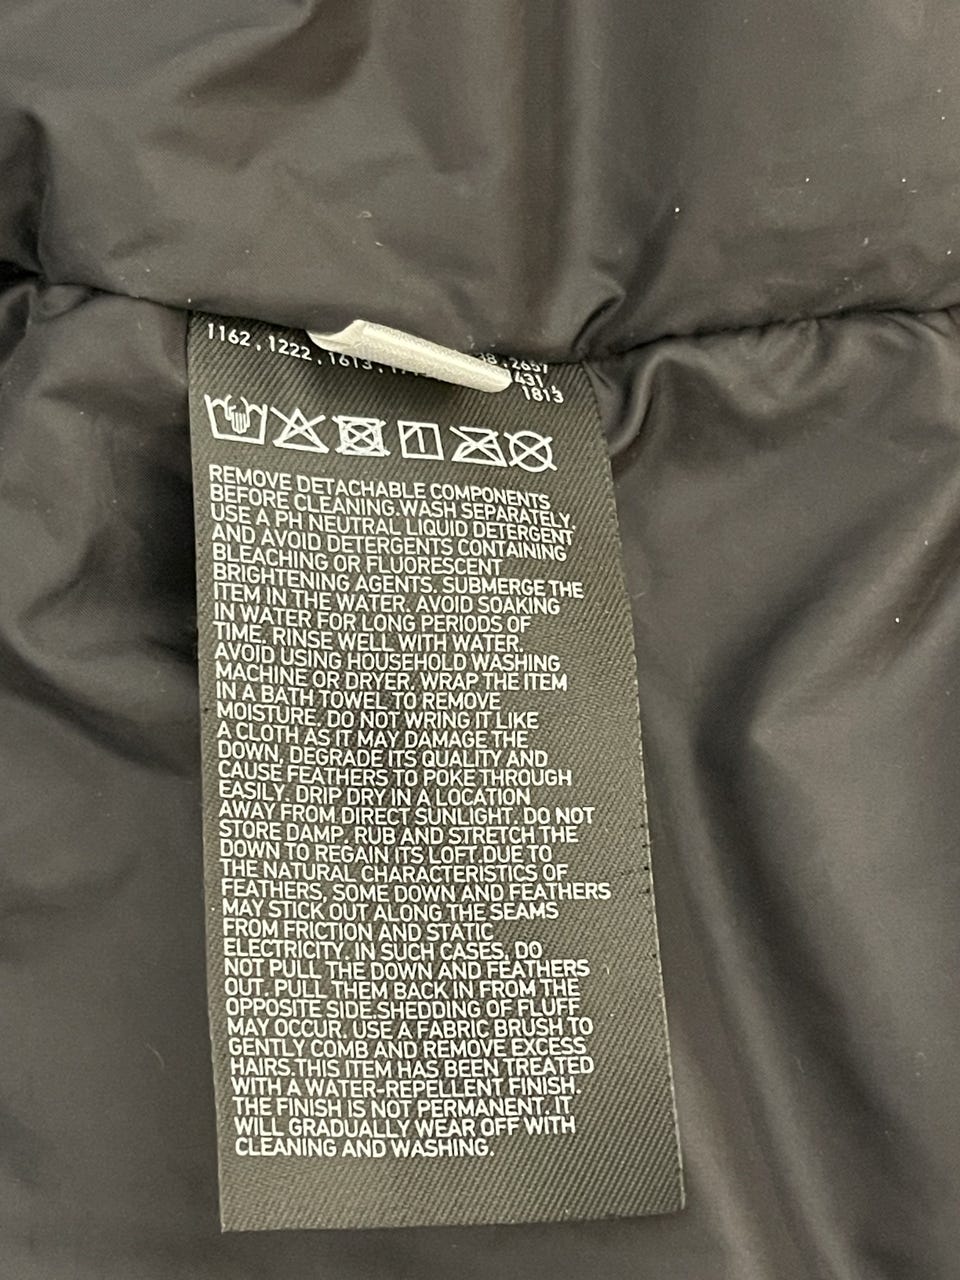 1162 , 1222 , 1613 ,
2657
431 ,
1813
REMOVE DETACHABLE COMPONENTS
BEFORE CLEANING.WASH SEPARATELY.
USE A PH NEUTRAL LIQUID DETERGENT
AND AVOID DETERGENTS CONTAINING
BLEACHING OR FLUORESCENT
BRIGHTENING AGENTS. SUBMERGE THE
ITEM IN THE WATER. AVOID SOAKING
IN WATER FOR LONG PERIODS OF
TIME. RINSE WELL WITH WATER.
AVOID USING HOUSEHOLD WASHING
MACHINE OR DRYER. WRAP THE ITEM
IN A BATH TOWEL TO REMOVE
MOISTURE. DO NOT WRING IT LIKE
A CLOTH AS IT MAY DAMAGE THE
DOWN, DEGRADE ITS QUALITY AND
CAUSE FEATHERS TO POKE THROUGH
EASILY. DRIP DRY IN A LOCATION
AWAY FROM DIRECT SUNLIGHT. DO NOT
STORE DAMP. RUB AND STRETCH THE
DOWN TO REGAIN ITS LOFT.DUE TO
THE NATURAL CHARACTERISTICS OF
FEATHERS, SOME DOWN AND FEATHERS
MAY STICK OUT ALONG THE SEAMS
FROM FRICTION AND STATIC
ELECTRICITY. IN SUCH CASES, DO
NOT PULL THE DOWN AND FEATHERS
OUT. PULL THEM BACK IN FROM THE
OPPOSITE SIDE.SHEDDING OF FLUFF
MAY OCCUR. USE A FABRIC BRUSH TO
GENTLY COMB AND REMOVE EXCESS
HAIRS.THIS ITEM HAS BEEN TREATED
WITH A WATER-REPELLENT FINISH.
THE FINISH IS NOT PERMANENT. IT
WILL GRADUALLY WEAR OFF WITH
CLEANING AND WASHING.